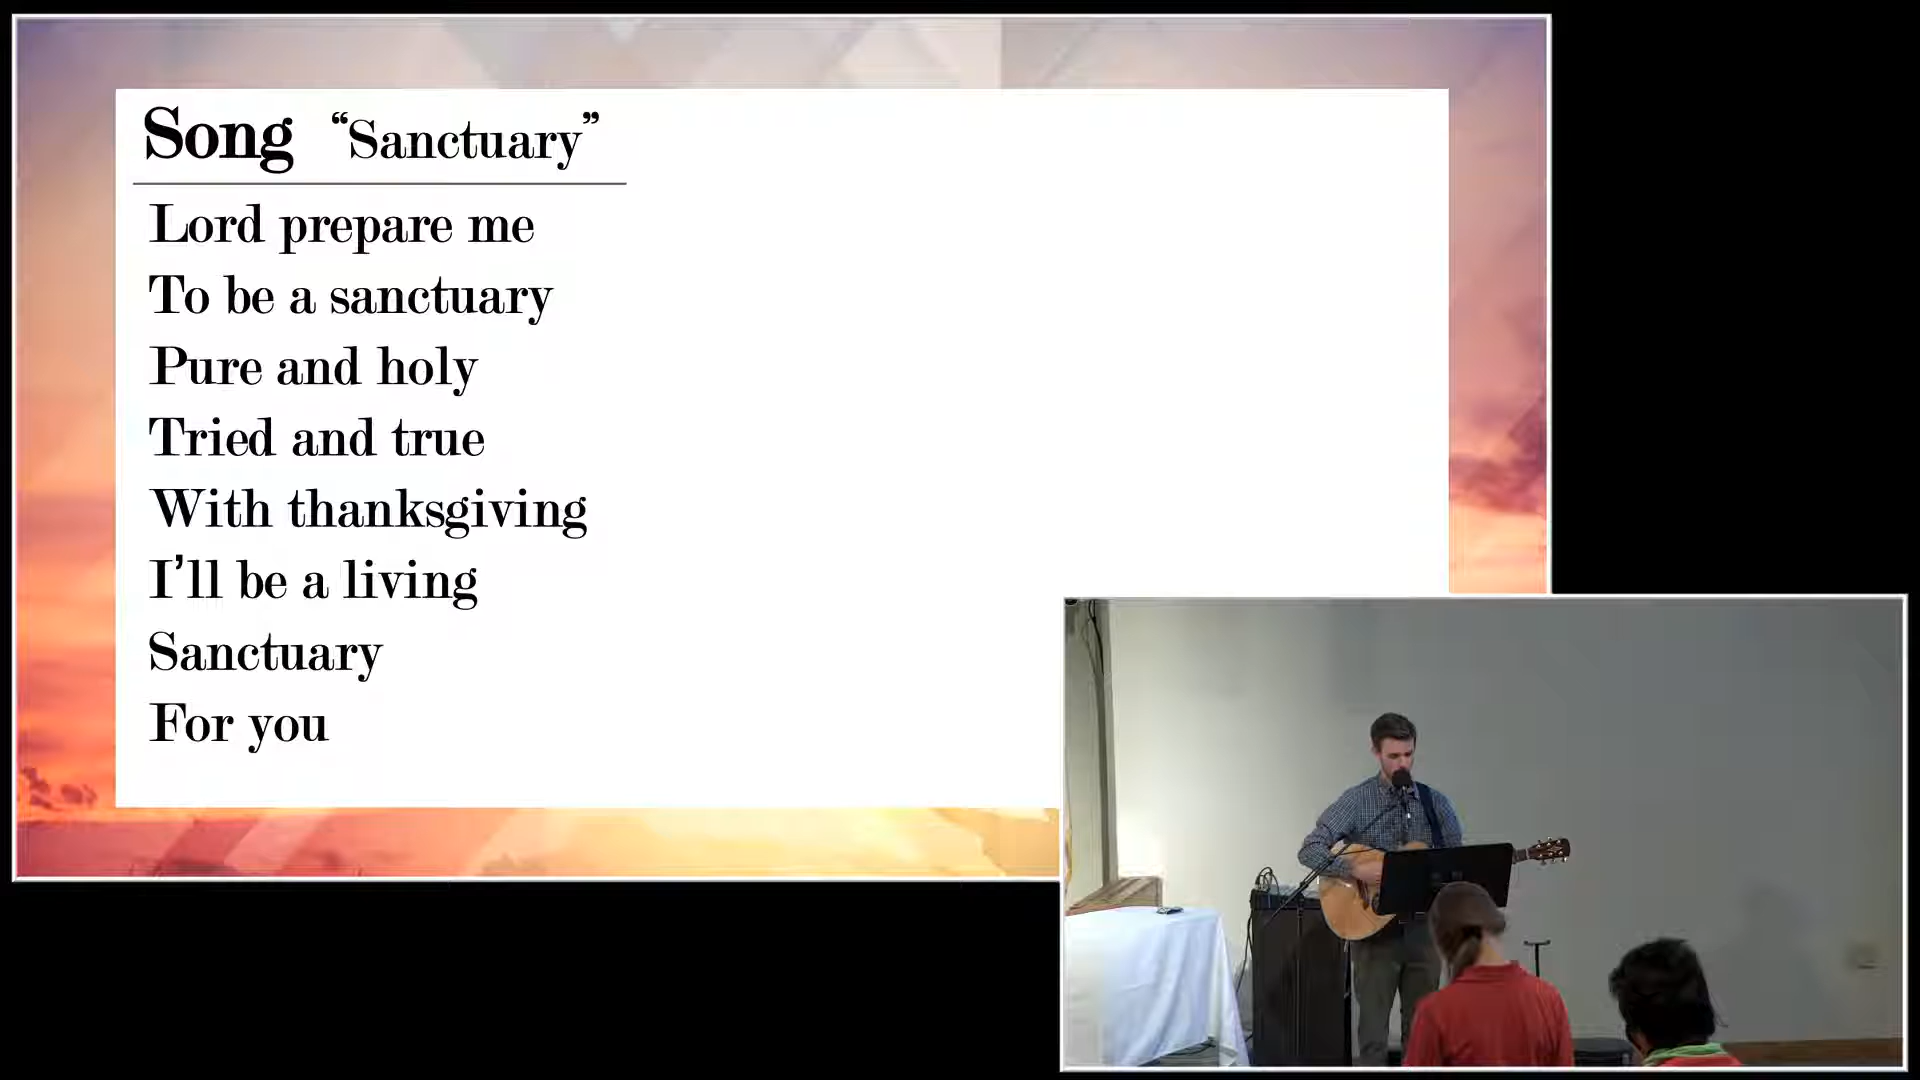 Song “Sanctuary”
Lord prepare me
To be a sanctuary
Pure and holy
Tried and true
With thanksgiving
I’ll be a living
Sanctuary
For you